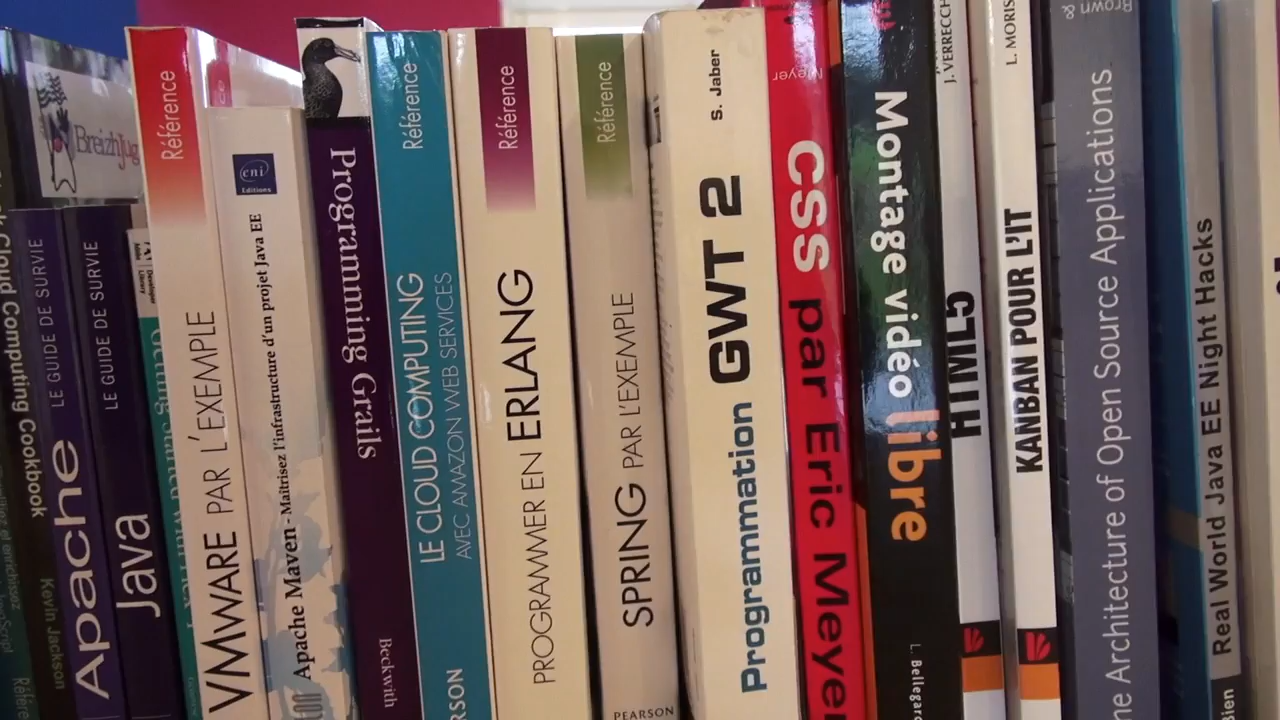 Cloud Computing Cookbook
Kevin Jackson
BreizhJug
LE GUIDE DE SURVIE
Apache
LE GUIDE DE SURVIE
Java
Référence
VMWARE PAR L'EXEMPLE
eni
Editions
Apache Maven - Maîtrisez l'infrastructure d'un projet Java EE
Programming Grails
Beckwith
Référence
LE CLOUD COMPUTING
AVEC AMAZON WEB SERVICES
Référence
PROGRAMMER EN ERLANG
Référence
SPRING PAR L'EXEMPLE
PEARSON
S. Jaber
Programmation GWT 2
Meyer
CSS par Eric Meyer
Montage vidéo libre
J. VERRECCH
HTML5
L. MORIS
KANBAN POUR L'IT
Brown &
Architecture of Open Source Applications
Real World Java EE Night Hacks
Bien